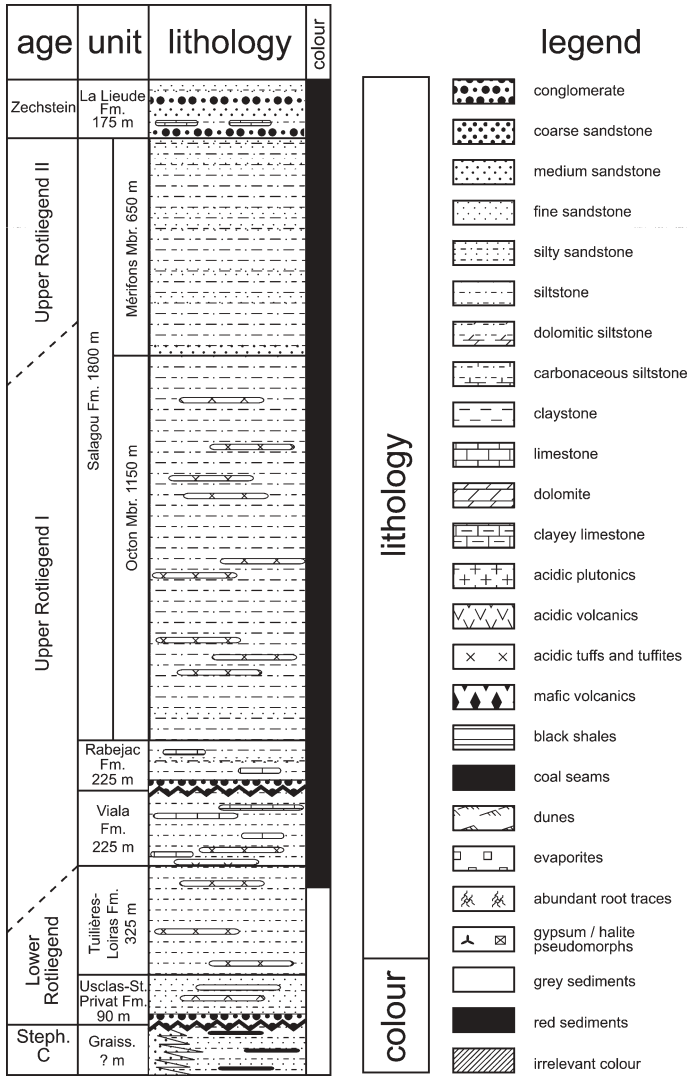 age
unit
lithology
colour
legend
Zechstein
La Lieude
Fm.
175 m
Upper Rotliegend II
Upper Rotliegend I
Lower
Rotliegend
Steph.
C
Salagou Fm. 1800 m
Mérifons Mbr. 650 m
Octon Mbr. 1150 m
Rabejac
Fm.
225 m
Viala
Fm.
225 m
Tuilières-
Loiras Fm.
325 m
Usclas-St.
Privat Fm.
90 m
Graiss.
? m
lithology
colour
conglomerate
coarse sandstone
medium sandstone
fine sandstone
silty sandstone
siltstone
dolomitic siltstone
carbonaceous siltstone
claystone
limestone
dolomite
clayey limestone
acidic plutonics
acidic volcanics
acidic tuffs and tuffites
mafic volcanics
black shales
coal seams
dunes
evaporites
abundant root traces
gypsum / halite
pseudomorphs
grey sediments
red sediments
irrelevant colour